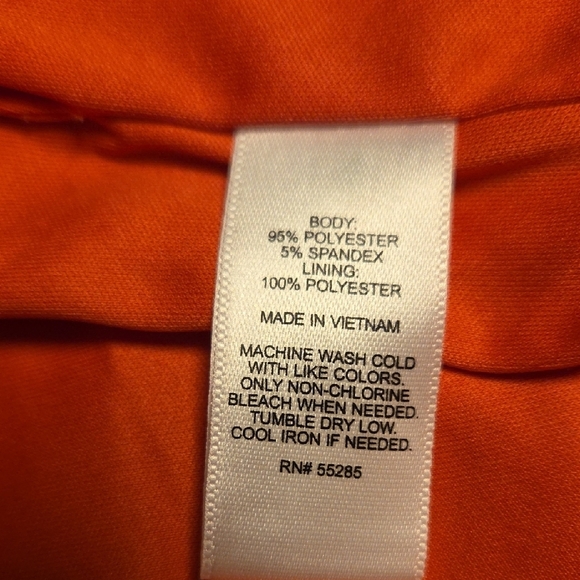 BODY:
95% POLYESTER
5% SPANDEX
LINING:
100% POLYESTER
MADE IN VIETNAM
MACHINE WASH COLD
WITH LIKE COLORS.
ONLY NON-CHLORINE
BLEACH WHEN NEEDED.
TUMBLE DRY LOW.
COOL IRON IF NEEDED.
RN# 55285